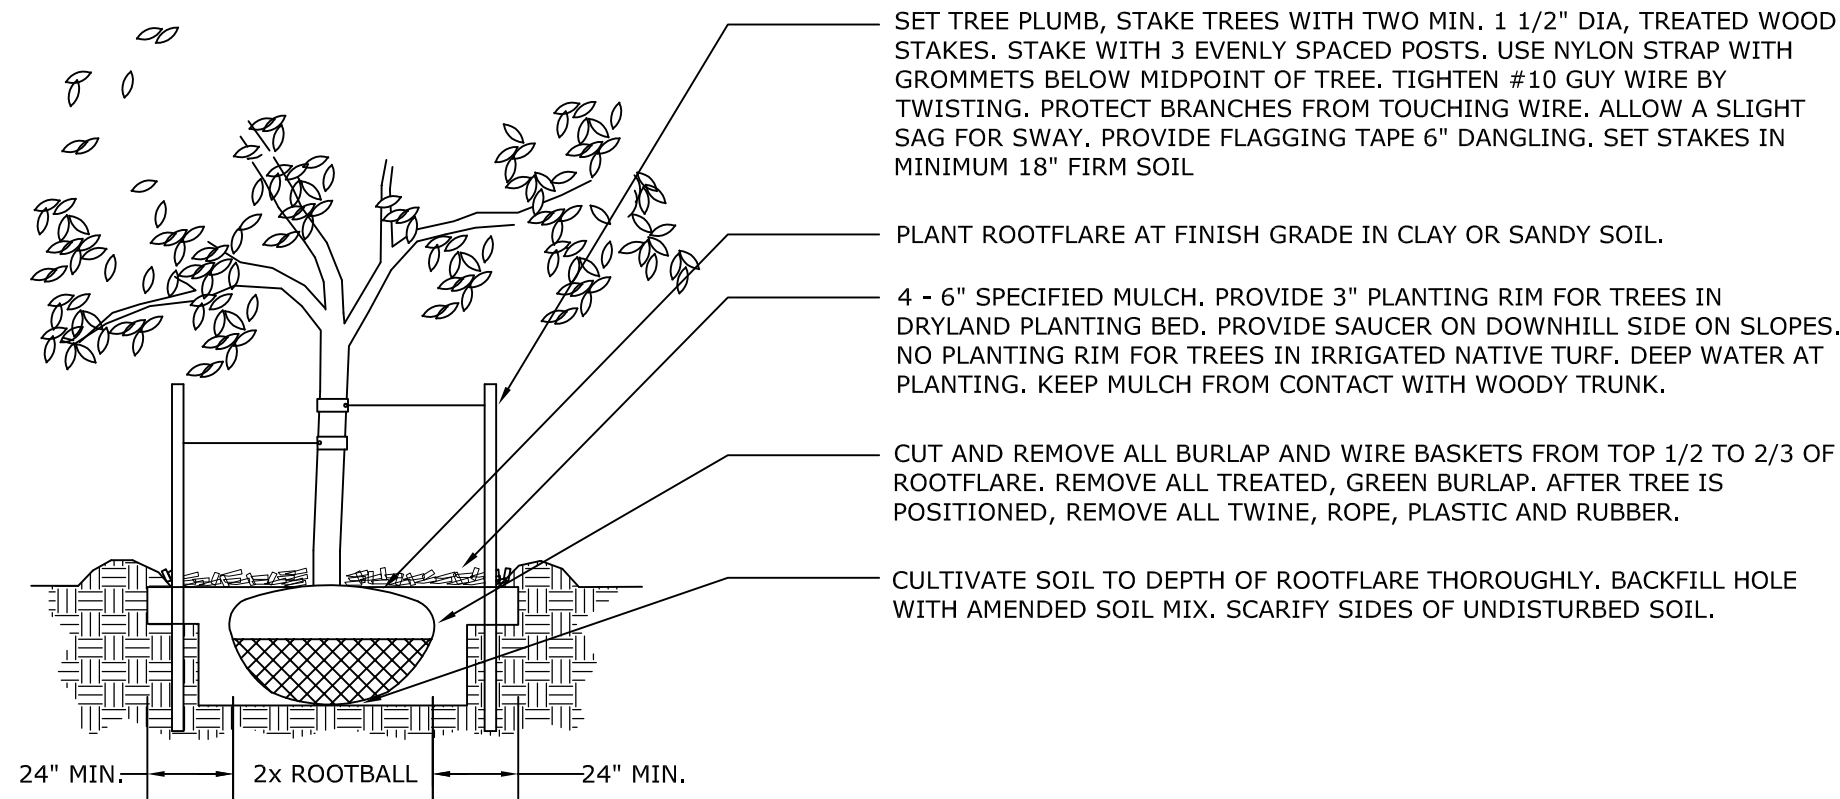 SET TREE PLUMB, STAKE TREES WITH TWO MIN. 1 1/2" DIA, TREATED WOOD
STAKES. STAKE WITH 3 EVENLY SPACED POSTS. USE NYLON STRAP WITH
GROMMETS BELOW MIDPOINT OF TREE. TIGHTEN #10 GUY WIRE BY
TWISTING. PROTECT BRANCHES FROM TOUCHING WIRE. ALLOW A SLIGHT
SAG FOR SWAY. PROVIDE FLAGGING TAPE 6" DANGLING. SET STAKES IN
MINIMUM 18" FIRM SOIL
PLANT ROOTFLARE AT FINISH GRADE IN CLAY OR SANDY SOIL.
4 - 6" SPECIFIED MULCH. PROVIDE 3" PLANTING RIM FOR TREES IN
DRYLAND PLANTING BED. PROVIDE SAUCER ON DOWNHILL SIDE ON SLOPES.
NO PLANTING RIM FOR TREES IN IRRIGATED NATIVE TURF. DEEP WATER AT
PLANTING. KEEP MULCH FROM CONTACT WITH WOODY TRUNK.
CUT AND REMOVE ALL BURLAP AND WIRE BASKETS FROM TOP 1/2 TO 2/3 OF
ROOTFLARE. REMOVE ALL TREATED, GREEN BURLAP. AFTER TREE IS
POSITIONED, REMOVE ALL TWINE, ROPE, PLASTIC AND RUBBER.
CULTIVATE SOIL TO DEPTH OF ROOTFLARE THOROUGHLY. BACKFILL HOLE
WITH AMENDED SOIL MIX. SCARIFY SIDES OF UNDISTURBED SOIL.
24" MIN. 2x ROOTBALL 24" MIN.